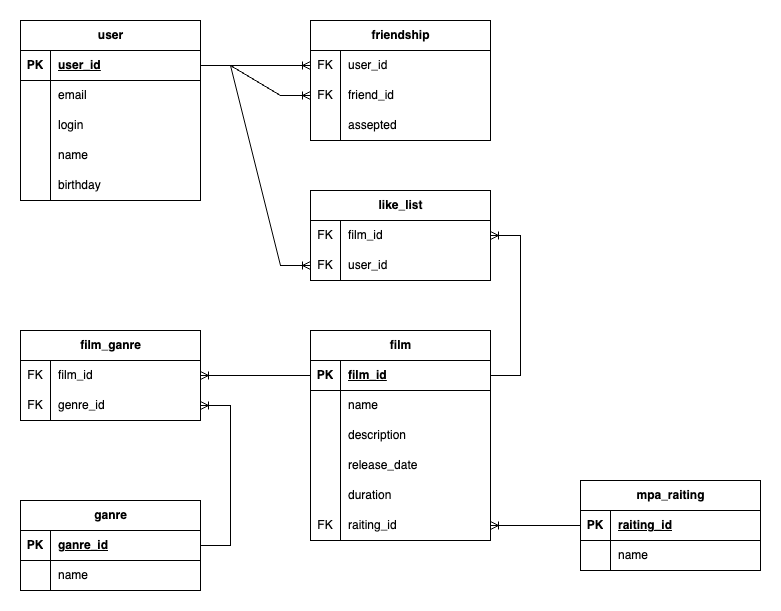 user
PK user_id
email
login
name
birthday
friendship
FK user_id
FK friend_id
assepted
like_list
FK film_id
FK user_id
film_ganre
FK film_id
FK genre_id
film
PK film_id
name
description
release_date
duration
FK raiting_id
ganre
PK ganre_id
name
mpa_raiting
PK raiting_id
name